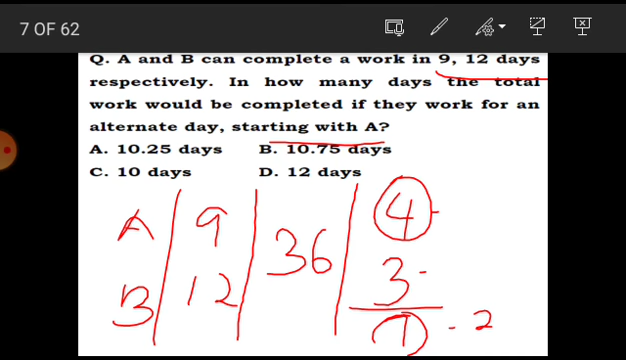 7 OF 62
Q. A and B can complete a work in 9, 12 days
respectively. In how many days the total
work would be completed if they work for an
alternate day, starting with A?
A. 10.25 days B. 10.75 days
C. 10 days D. 12 days
A 9 36 4
B 12 3
7 - 2